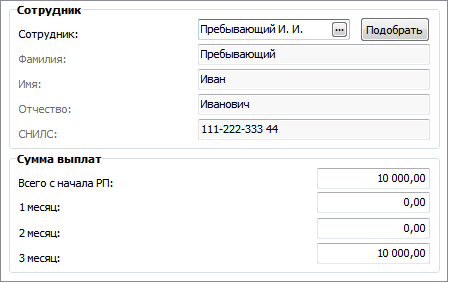 Сотрудник
Сотрудник: Пребывающий И. И. ... Подобрать
Фамилия: Пребывающий
Имя: Иван
Отчество: Иванович
СНИЛС: 111-222-333 44
Сумма выплат
Всего с начала РП: 10 000,00
1 месяц: 0,00
2 месяц: 0,00
3 месяц: 10 000,00